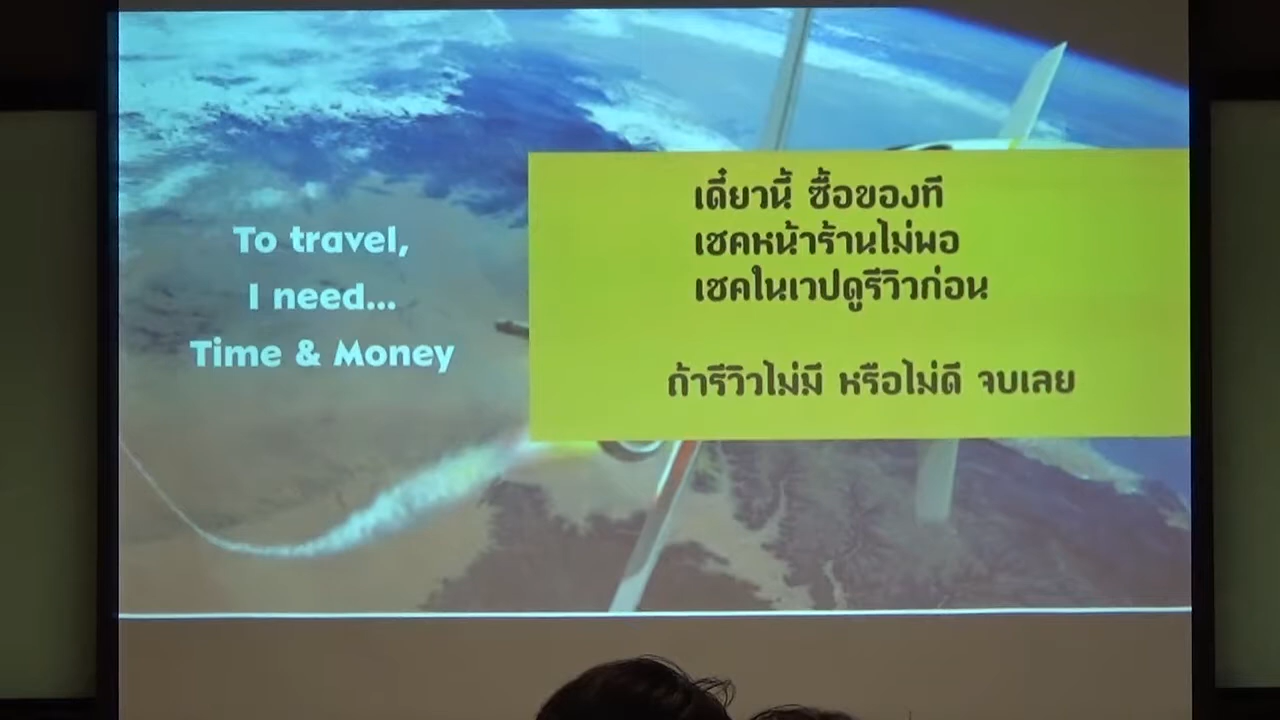 To travel,
I need...
Time & Money
เดี๋ยวนี้ ซื้อของที
เชคหน้าร้านไม่พอ
เชคในเวปดูรีวิวก่อน
ถ้ารีวิวไม่มี หรือไม่ดี จบเลย